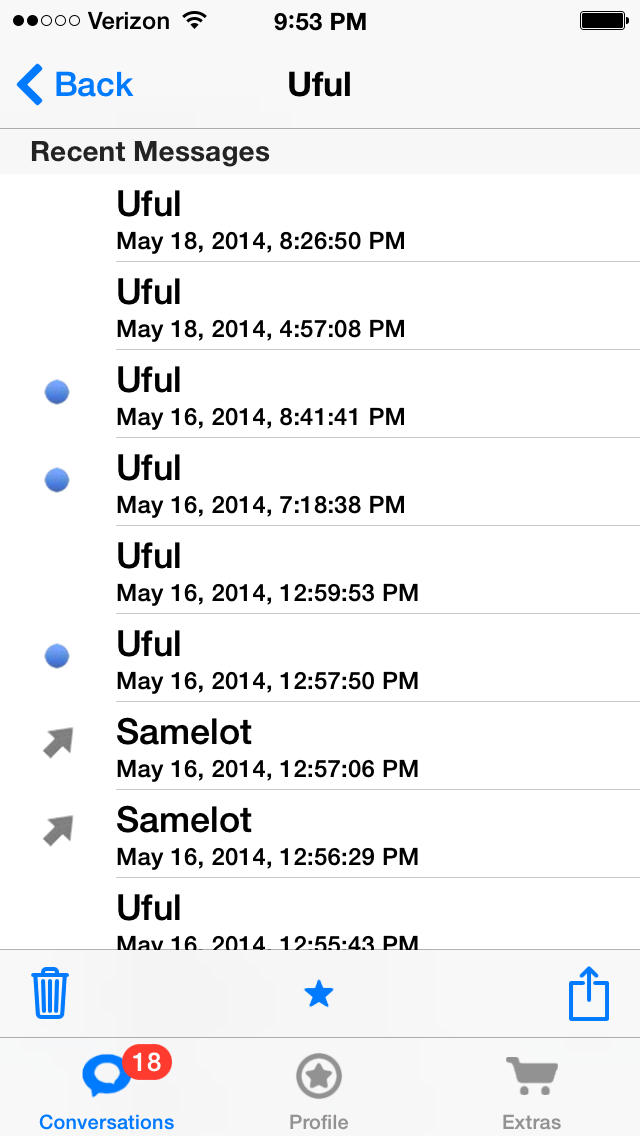 Verizon 9:53 PM
Back Uful
Recent Messages
Uful
May 18, 2014, 8:26:50 PM
Uful
May 18, 2014, 4:57:08 PM
Uful
May 16, 2014, 8:41:41 PM
Uful
May 16, 2014, 7:18:38 PM
Uful
May 16, 2014, 12:59:53 PM
Uful
May 16, 2014, 12:57:50 PM
Samelot
May 16, 2014, 12:57:06 PM
Samelot
May 16, 2014, 12:56:29 PM
Uful
May 16, 2014, 12:55:43 PM
18
Conversations Profile Extras